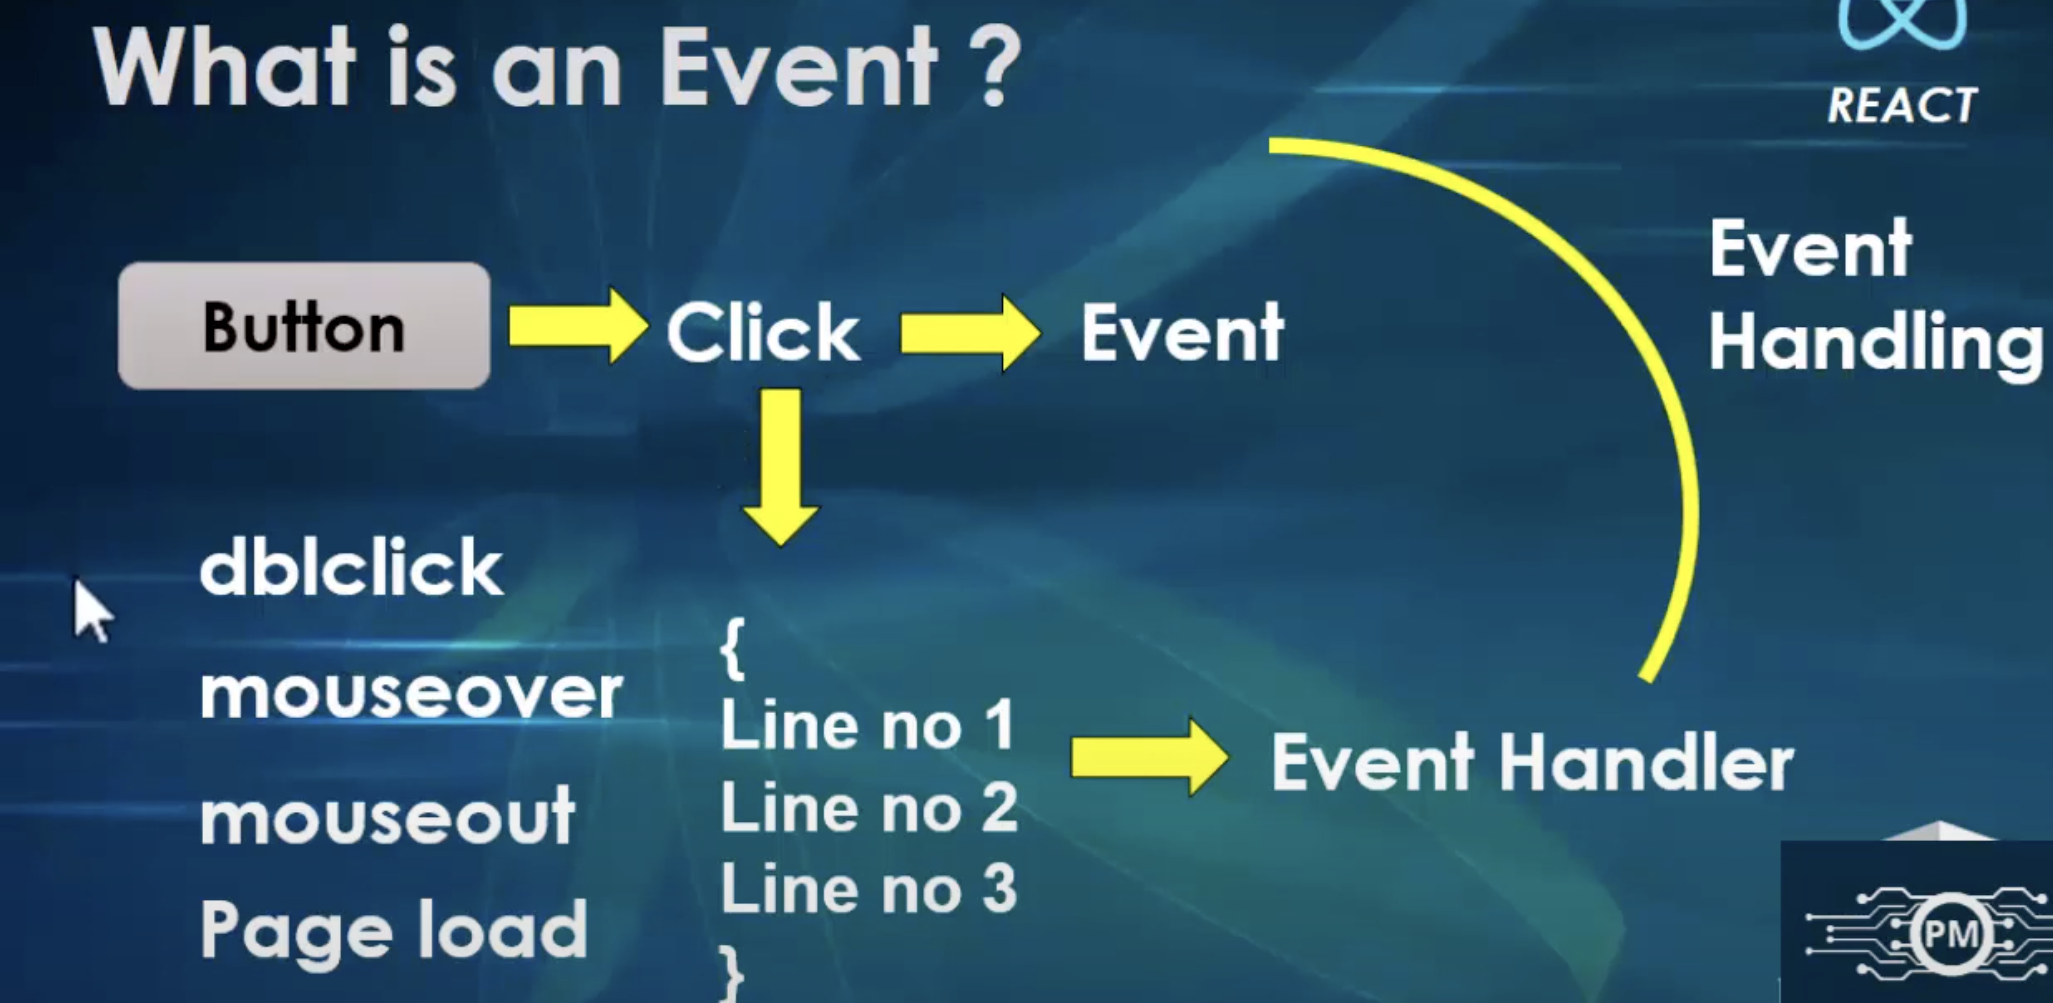 What is an Event ?
REACT
Event
Handling
Button
Click
Event
dblclick
mouseover
mouseout
Page load
{
Line no 1
Line no 2
Line no 3
}
Event Handler
PM